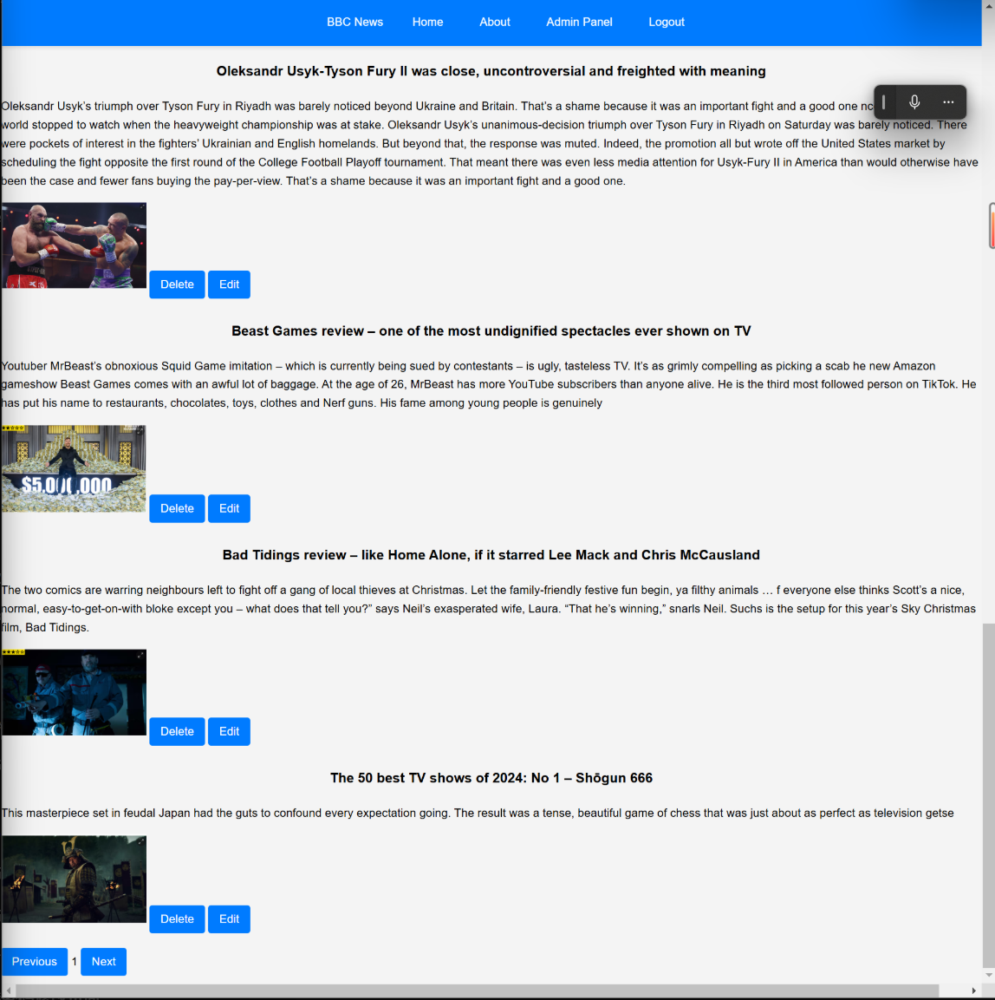 BBC News Home About Admin Panel Logout
Oleksandr Usyk-Tyson Fury II was close, uncontroversial and freighted with meaning
Oleksandr Usyk’s triumph over Tyson Fury in Riyadh was barely noticed beyond Ukraine and Britain. That’s a shame because it was an important fight and a good one
world stopped to watch when the heavyweight championship was at stake. Oleksandr Usyk’s unanimous-decision triumph over Tyson Fury in Riyadh on Saturday was barely noticed. There
were pockets of interest in the fighters’ Ukrainian and English homelands. But beyond that, the response was muted. Indeed, the promotion all but wrote off the United States market by
scheduling the fight opposite the first round of the College Football Playoff tournament. That meant there was even less media attention for Usyk-Fury II in America than would otherwise have
been the case and fewer fans buying the pay-per-view. That’s a shame because it was an important fight and a good one.
Delete Edit
Beast Games review – one of the most undignified spectacles ever shown on TV
Youtuber MrBeast’s obnoxious Squid Game imitation – which is currently being sued by contestants – is ugly, tasteless TV. It’s as grimly compelling as picking a scab he new Amazon
gameshow Beast Games comes with an awful lot of baggage. At the age of 26, MrBeast has more YouTube subscribers than anyone alive. He is the third most followed person on TikTok. He
has put his name to restaurants, chocolates, toys, clothes and Nerf guns. His fame among young people is genuinely
$5,000,000
Delete Edit
Bad Tidings review – like Home Alone, if it starred Lee Mack and Chris McCausland
The two comics are warring neighbours left to fight off a gang of local thieves at Christmas. Let the family-friendly festive fun begin, ya filthy animals … f everyone else thinks Scott’s a nice,
normal, easy-to-get-on-with bloke except you – what does that tell you?” says Neil’s exasperated wife, Laura. “That he’s winning,” snarls Neil. Suchs is the setup for this year’s Sky Christmas
film, Bad Tidings.
Delete Edit
The 50 best TV shows of 2024: No 1 – Shōgun 666
This masterpiece set in feudal Japan had the guts to confound every expectation going. The result was a tense, beautiful game of chess that was just about as perfect as television getse
Delete Edit
Previous 1 Next